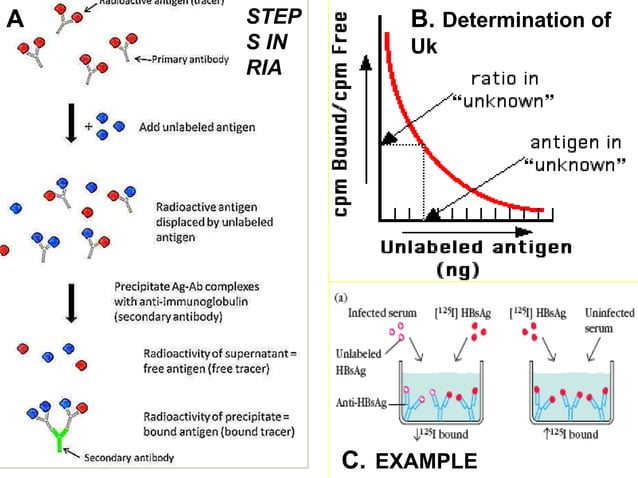 A
STEP
S IN
RIA
Radioactive antigen (tracer)
Primary antibody
+
Add unlabeled antigen
Radioactive antigen
displaced by unlabeled
antigen
Precipitate Ag-Ab complexes
with anti-immunoglobulin
(secondary antibody)
Radioactivity of supernatant =
free antigen (free tracer)
Radioactivity of precipitate =
bound antigen (bound tracer)
Secondary antibody
B. Determination of
Uk
cpm Bound/cpm Free
ratio in
“unknown”
antigen in
“unknown”
Unlabeled antigen
(ng)
(a)
Infected serum
[¹²⁵I] HBsAg
[¹²⁵I] HBsAg
Uninfected
serum
Unlabeled
HBsAg
Anti-HBsAg
↓¹²⁵I bound
↑¹²⁵I bound
C. EXAMPLE